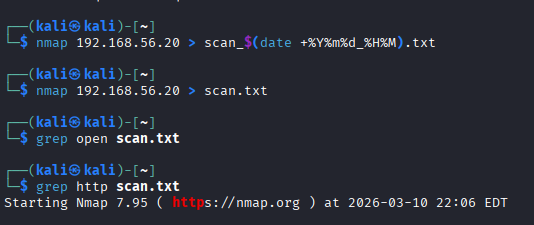 ┌──(kali㉿kali)-[~]
└─$ nmap 192.168.56.20 > scan_$(date +%Y%m%d_%H%M).txt
┌──(kali㉿kali)-[~]
└─$ nmap 192.168.56.20 > scan.txt
┌──(kali㉿kali)-[~]
└─$ grep open scan.txt
┌──(kali㉿kali)-[~]
└─$ grep http scan.txt
Starting Nmap 7.95 ( https://nmap.org ) at 2026-03-10 22:06 EDT